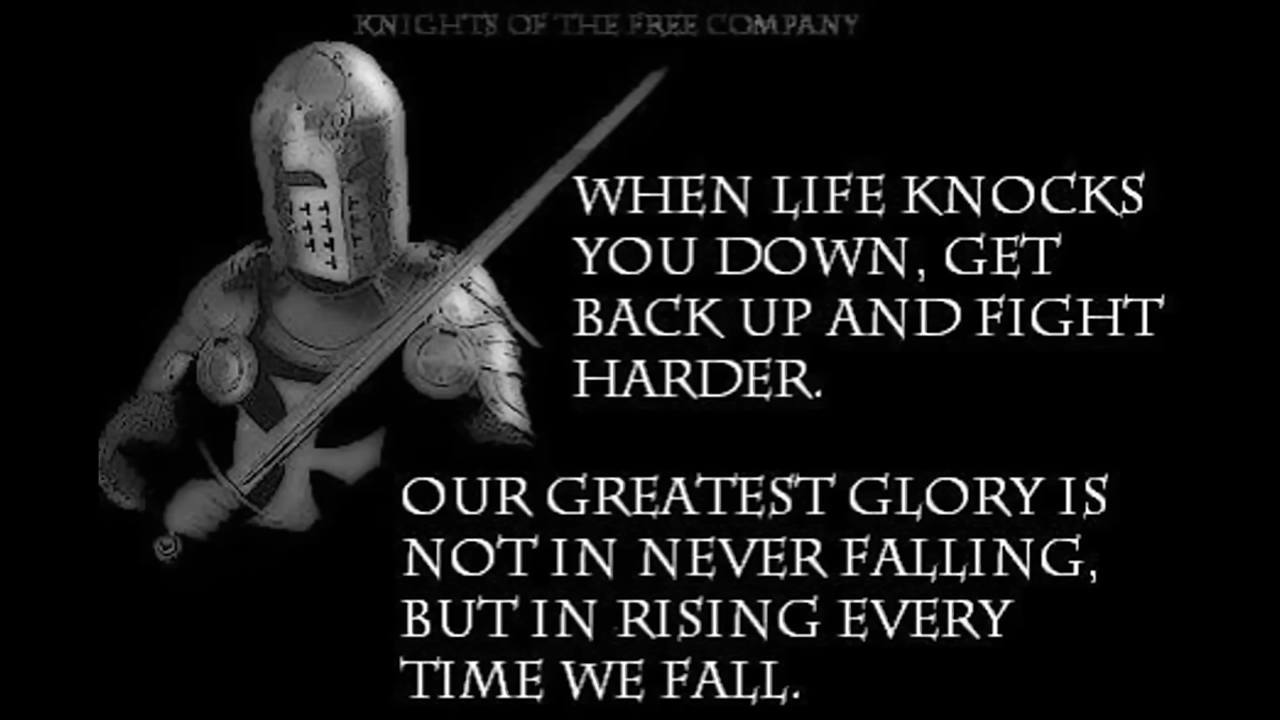 KNIGHTS OF THE FREE COMPANY
WHEN LIFE KNOCKS
YOU DOWN, GET
BACK UP AND FIGHT
HARDER.
OUR GREATEST GLORY IS
NOT IN NEVER FALLING,
BUT IN RISING EVERY
TIME WE FALL.